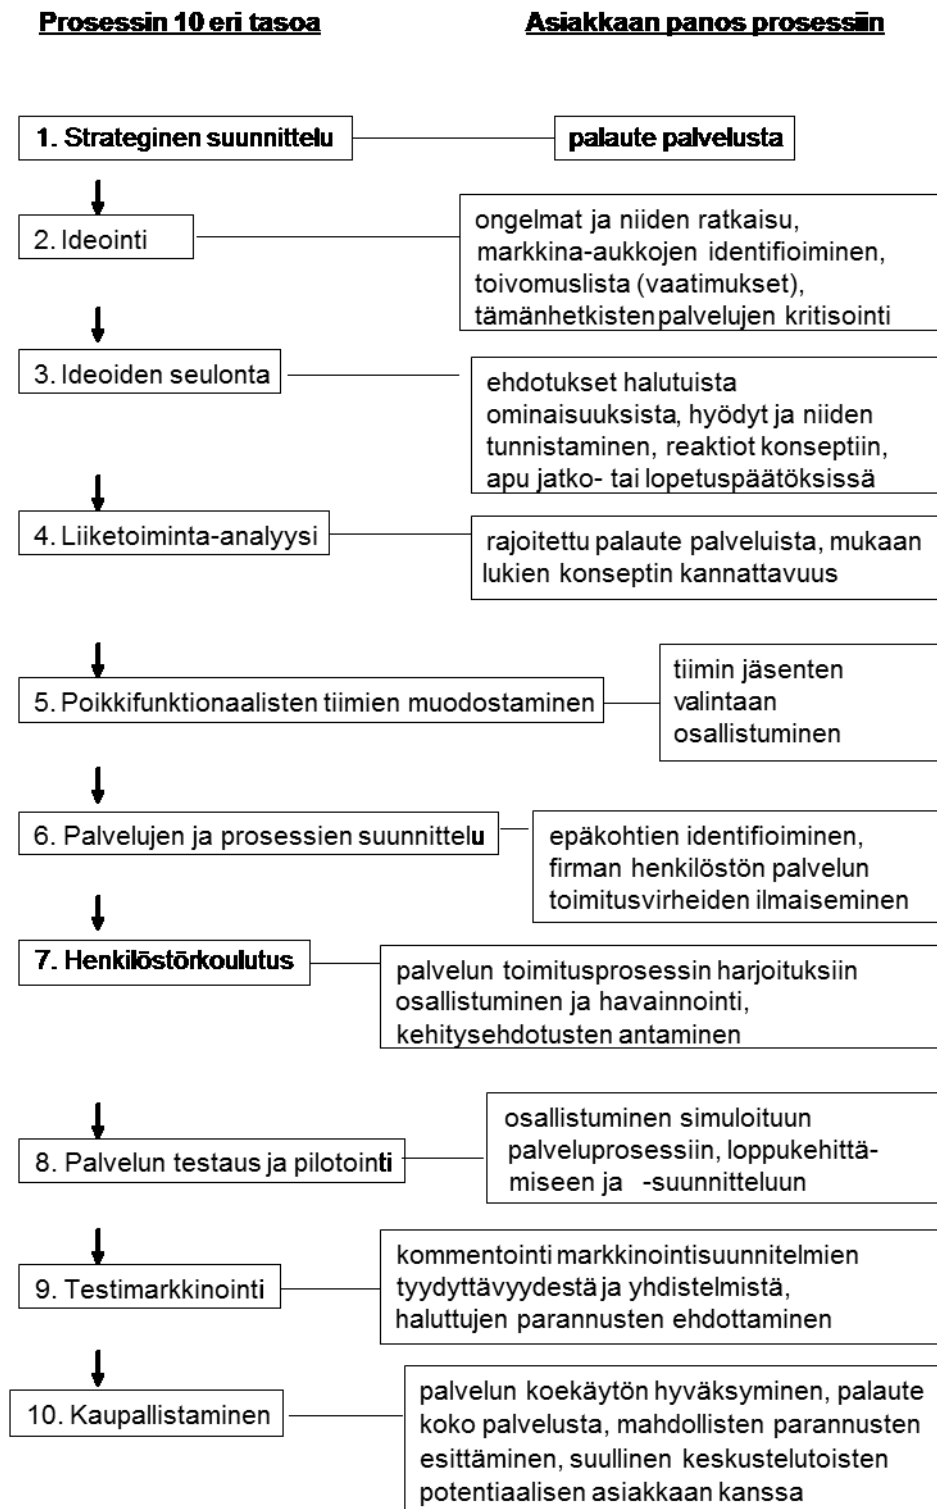 Prosessin 10 eri tasoa
Asiakkaan panos prosessiin
1. Strateginen suunnittelu
palaute palvelusta
2. Ideointi
ongelmat ja niiden ratkaisu,
markkina-aukkojen identifioiminen,
toivomuslista (vaatimukset),
tämänhetkisten palvelujen kritisointi
3. Ideoiden seulonta
ehdotukset halutuista
ominaisuuksista, hyödyt ja niiden
tunnistaminen, reaktiot konseptiin,
apu jatko- tai lopetuspäätöksissä
4. Liiketoiminta-analyysi
rajoitettu palaute palveluista, mukaan
lukien konseptin kannattavuus
5. Poikkifunktionaalisten tiimien muodostaminen
tiimin jäsenten
valintaan
osallistuminen
6. Palvelujen ja prosessien suunnittelu
epäkohtien identifioiminen,
firman henkilöstön palvelun
toimitusvirheiden ilmaiseminen
7. Henkilöstörkoulutus
palvelun toimitusprosessin harjoituksiin
osallistuminen ja havainnointi,
kehitysehdotusten antaminen
8. Palvelun testaus ja pilotointi
osallistuminen simuloituun
palveluprosessiin, loppukehittä-
miseen ja -suunnitteluun
9. Testimarkkinointi
kommentointi markkinointisuunnitelmien
tyydyttävyydestä ja yhdistelmistä,
haluttujen parannusten ehdottaminen
10. Kaupallistaminen
palvelun koekäytön hyväksyminen, palaute
koko palvelusta, mahdollisten parannusten
esittäminen, suullinen keskustelu toisten
potentiaalisen asiakkaan kanssa